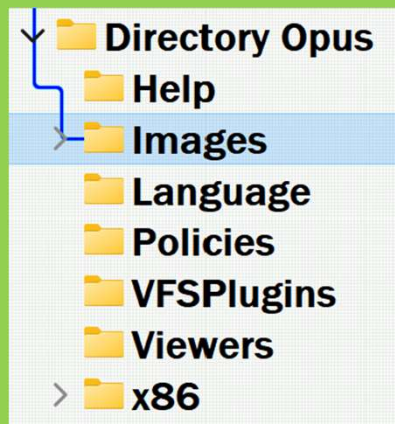 Directory Opus
Help
Images
Language
Policies
VFSPlugins
Viewers
x86